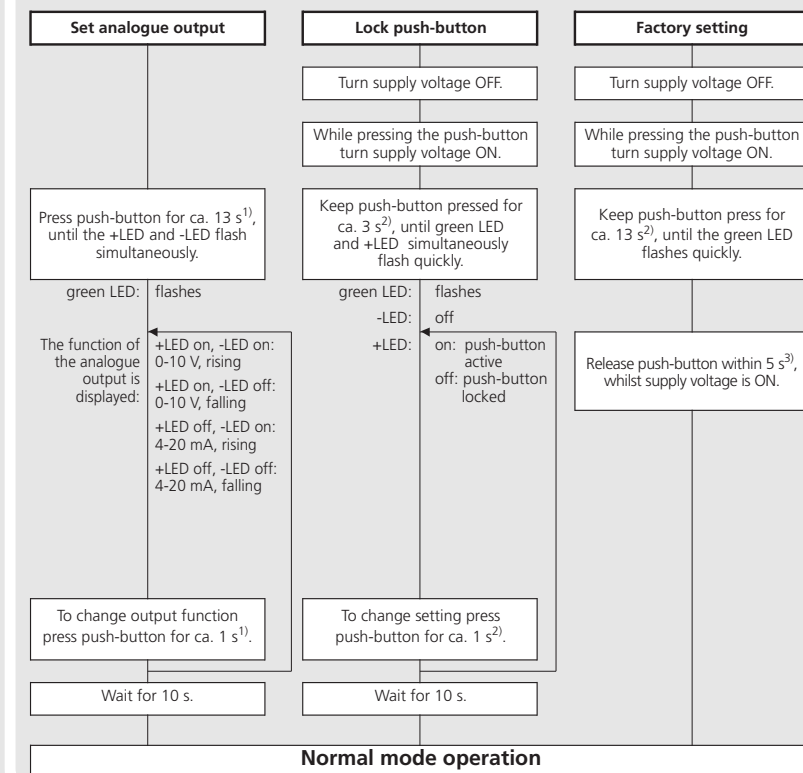 Set analogue output
Press push-button for ca. 13 s1),
until the +LED and -LED flash
simultaneously.
green LED: flashes
The function of
the analogue
output is
displayed:
+LED on, -LED on:
0-10 V, rising
+LED on, -LED off:
0-10 V, falling
+LED off, -LED on:
4-20 mA, rising
+LED off, -LED off:
4-20 mA, falling
To change output function
press push-button for ca. 1 s1).
Wait for 10 s.
Lock push-button
Turn supply voltage OFF.
While pressing the push-button
turn supply voltage ON.
Keep push-button pressed for
ca. 3 s2), until green LED
and +LED simultaneously
flash quickly.
green LED: flashes
-LED: off
+LED: on: push-button
active
off: push-button
locked
To change setting press
push-button for ca. 1 s2).
Wait for 10 s.
Factory setting
Turn supply voltage OFF.
While pressing the push-button
turn supply voltage ON.
Keep push-button press for
ca. 13 s2), until the green LED
flashes quickly.
Release push-button within 5 s3),
whilst supply voltage is ON.
Normal mode operation